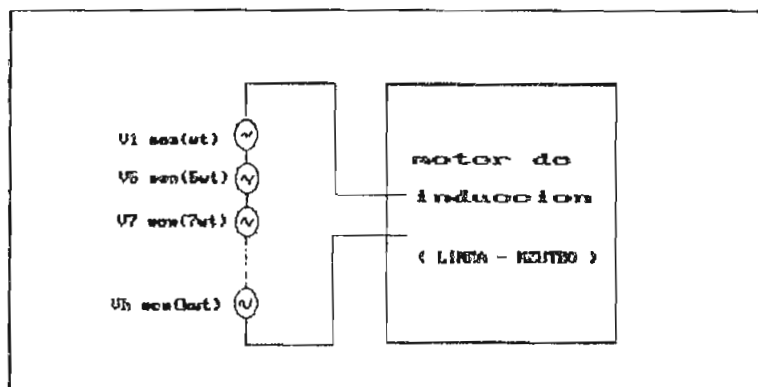 V1 sen(wt)
motor de
V5 sen(5wt)
induccion
V7 sen(7wt)
( LINEA - NEUTRO )
Vh sen(hwt)